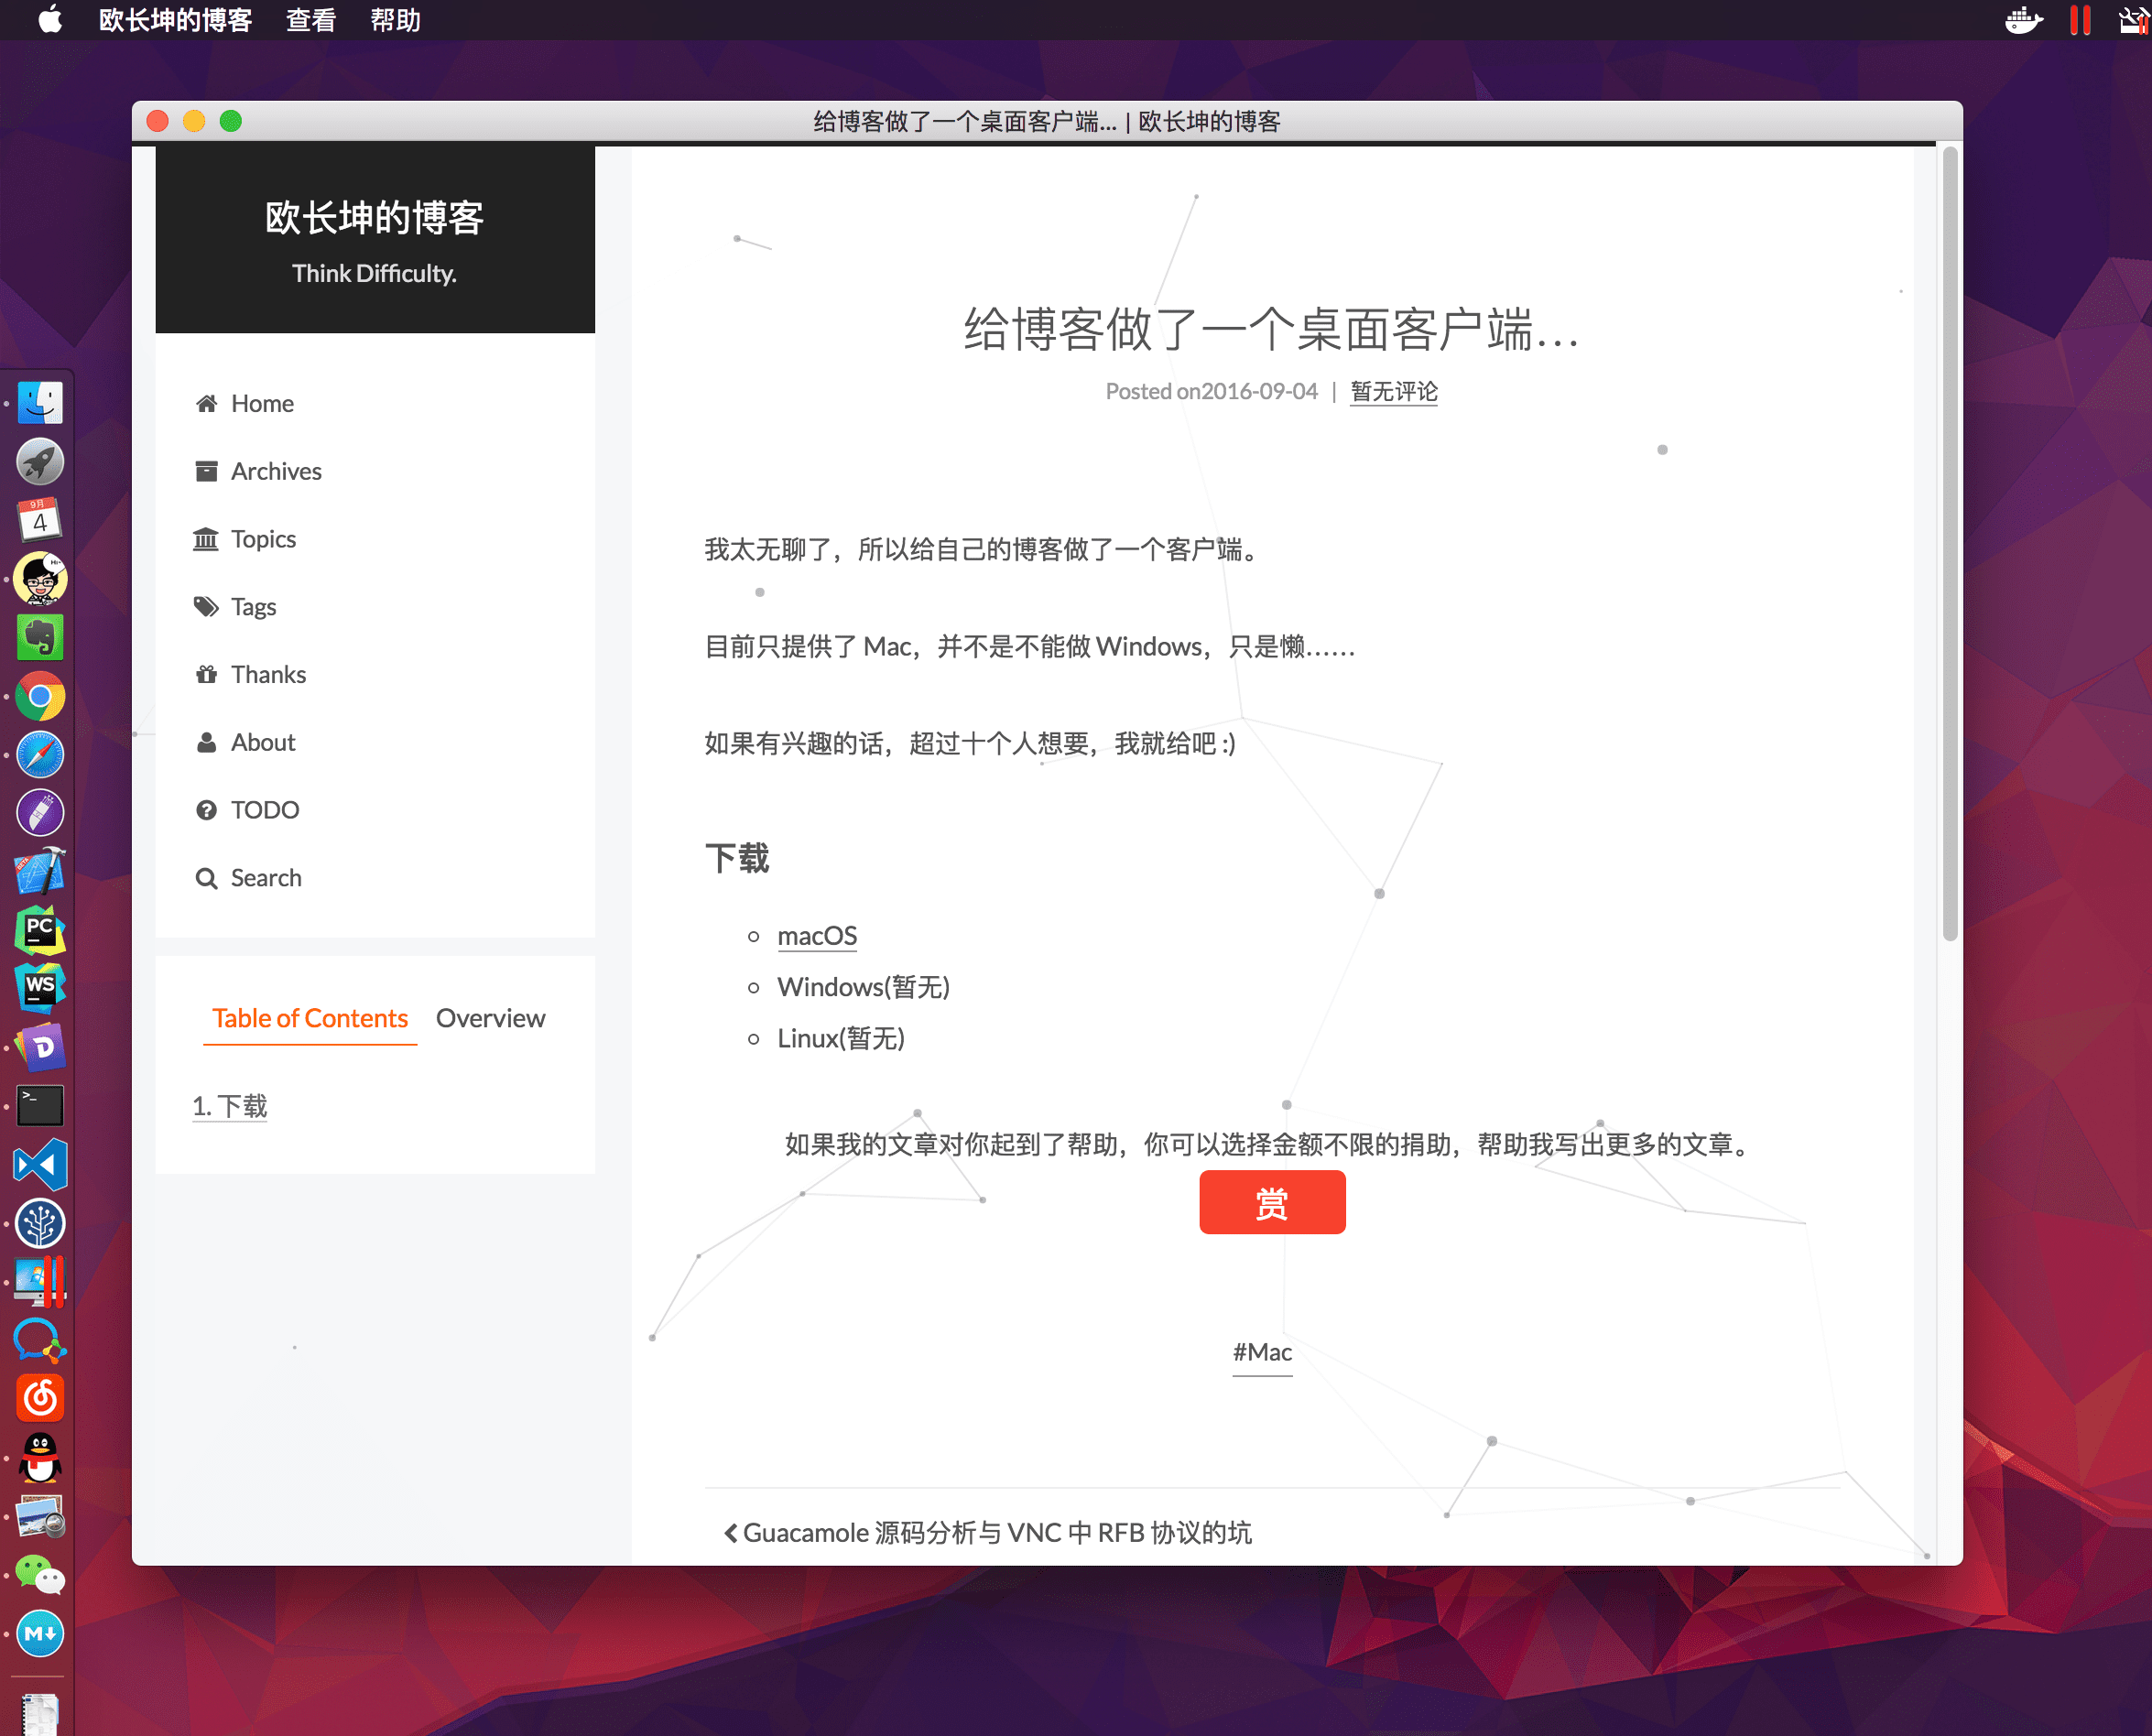 欧长坤的博客 查看 帮助
给博客做了一个桌面客户端... | 欧长坤的博客
欧长坤的博客
Think Difficulty.
Home
Archives
Topics
Tags
Thanks
About
TODO
Search
Table of Contents Overview
1. 下载
给博客做了一个桌面客户端...
Posted on2016-09-04 | 暂无评论
我太无聊了，所以给自己的博客做了一个客户端。
目前只提供了 Mac，并不是不能做 Windows，只是懒……
如果有兴趣的话，超过十个人想要，我就给吧 :)
下载
macOS
Windows(暂无)
Linux(暂无)
如果我的文章对你起到了帮助，你可以选择金额不限的捐助，帮助我写出更多的文章。
赏
#Mac
Guacamole 源码分析与 VNC 中 RFB 协议的坑
9月
4
Hi~
PC
WS
D
>_
M